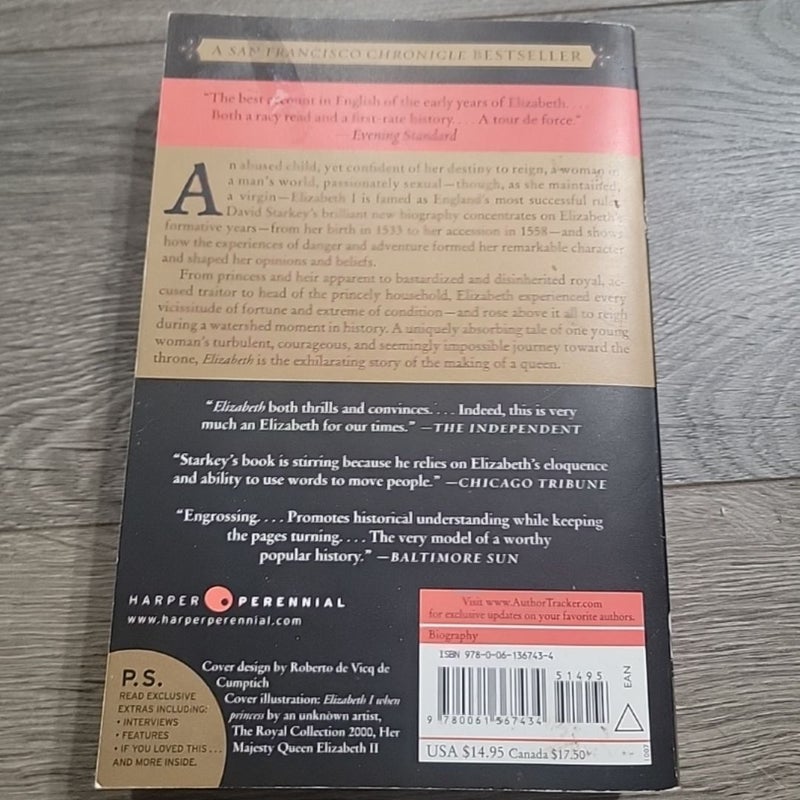 A SAN FRANCISCO CHRONICLE BESTSELLER
"The best account in English of the early years of Elizabeth. . . .
Both a racy read and a first-rate history. . . . A tour de force."
—Evening Standard
An abused child, yet confident of her destiny to reign, a woman in
a man's world, passionately sexual—though, as she maintained,
a virgin—Elizabeth I is famed as England's most successful ruler.
David Starkey's brilliant new biography concentrates on Elizabeth's
formative years—from her birth in 1533 to her accession in 1558—and shows
how the experiences of danger and adventure formed her remarkable character
and shaped her opinions and beliefs.
From princess and heir apparent to bastardized and disinherited royal, ac-
cused traitor to head of the princely household, Elizabeth experienced every
vicissitude of fortune and extreme of condition—and rose above it all to reign
during a watershed moment in history. A uniquely absorbing tale of one young
woman's turbulent, courageous, and seemingly impossible journey toward the
throne, Elizabeth is the exhilarating story of the making of a queen.
"Elizabeth both thrills and convinces. . . . Indeed, this is very
much an Elizabeth for our times." —THE INDEPENDENT
"Starkey's book is stirring because he relies on Elizabeth's eloquence
and ability to use words to move people." —CHICAGO TRIBUNE
"Engrossing. . . . Promotes historical understanding while keeping
the pages turning. . . . The very model of a worthy
popular history." —BALTIMORE SUN
HARPER PERENNIAL
www.harperperennial.com
P.S.
READ EXCLUSIVE
EXTRAS INCLUDING:
• INTERVIEWS
• FEATURES
• IF YOU LOVED THIS . . .
AND MORE INSIDE.
Cover design by Roberto de Vicq de
Cumptich
Cover illustration: Elizabeth I when
princess by an unknown artist,
The Royal Collection 2000, Her
Majesty Queen Elizabeth II
Visit www.AuthorTracker.com
for exclusive updates on your favorite authors.
Biography
ISBN 978-0-06-136743-4
51495
EAN
9 780061 367434
USA $14.95 Canada $17.50
1007